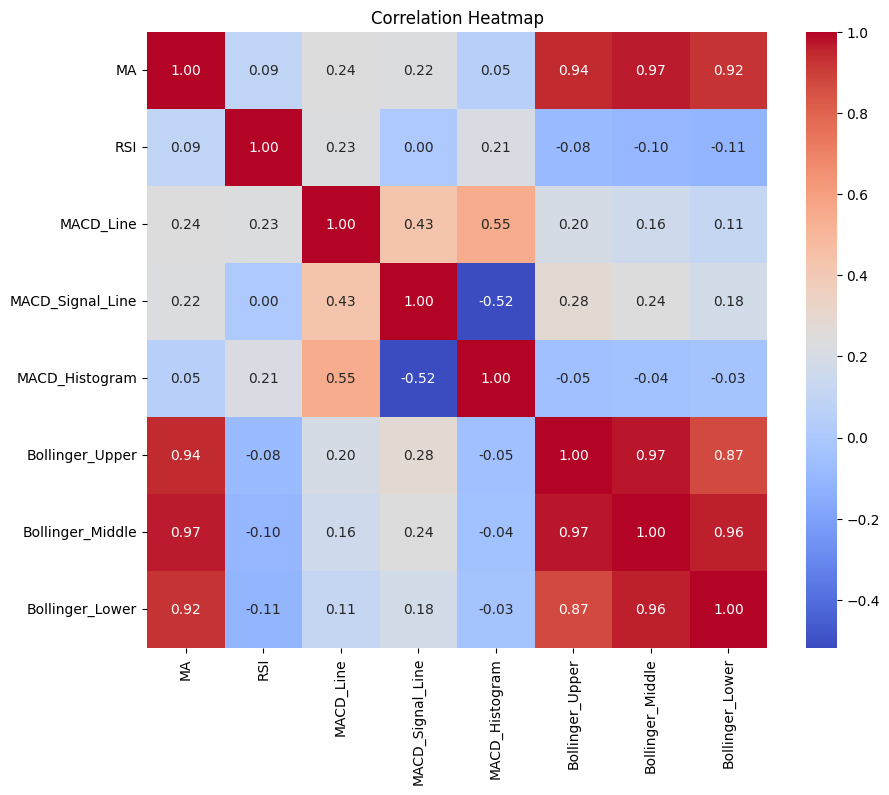 Correlation Heatmap
MA 1.00 0.09 0.24 0.22 0.05 0.94 0.97 0.92
RSI 0.09 1.00 0.23 0.00 0.21 -0.08 -0.10 -0.11
MACD_Line 0.24 0.23 1.00 0.43 0.55 0.20 0.16 0.11
MACD_Signal_Line 0.22 0.00 0.43 1.00 -0.52 0.28 0.24 0.18
MACD_Histogram 0.05 0.21 0.55 -0.52 1.00 -0.05 -0.04 -0.03
Bollinger_Upper 0.94 -0.08 0.20 0.28 -0.05 1.00 0.97 0.87
Bollinger_Middle 0.97 -0.10 0.16 0.24 -0.04 0.97 1.00 0.96
Bollinger_Lower 0.92 -0.11 0.11 0.18 -0.03 0.87 0.96 1.00
MA
RSI
MACD_Line
MACD_Signal_Line
MACD_Histogram
Bollinger_Upper
Bollinger_Middle
Bollinger_Lower
1.0
0.8
0.6
0.4
0.2
0.0
−0.2
−0.4